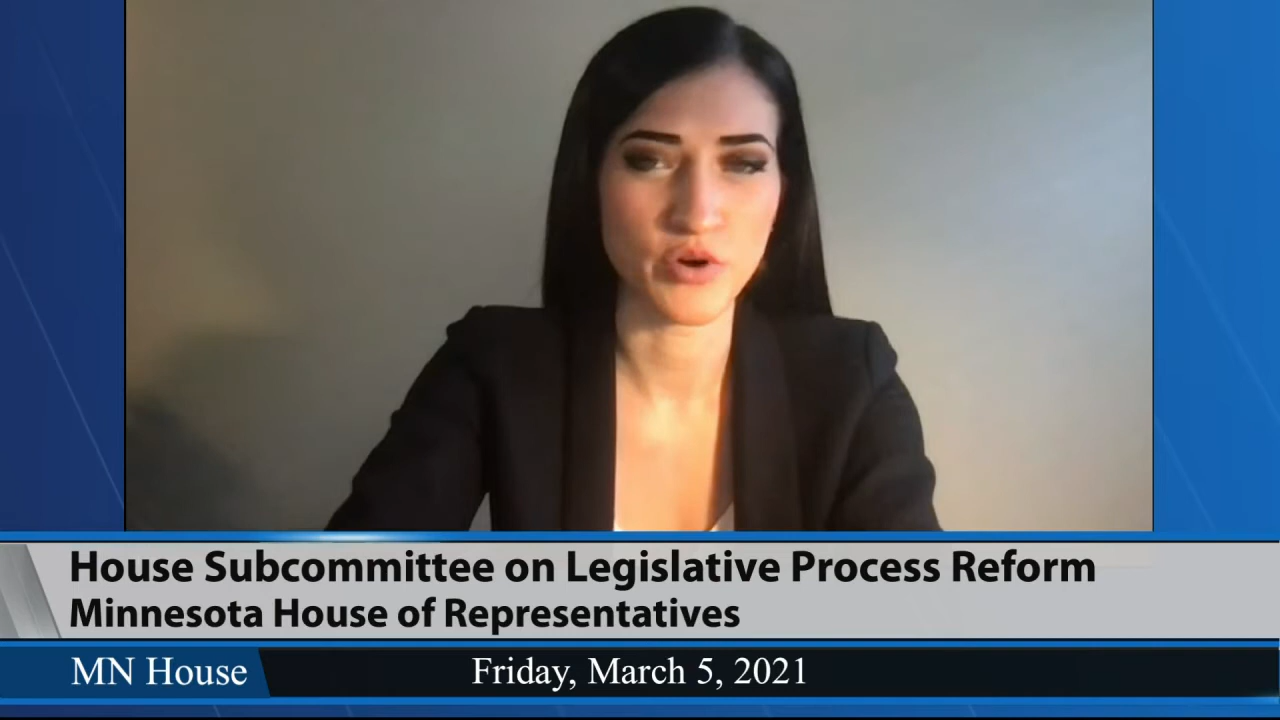 House Subcommittee on Legislative Process Reform
Minnesota House of Representatives
MN House
Friday, March 5, 2021